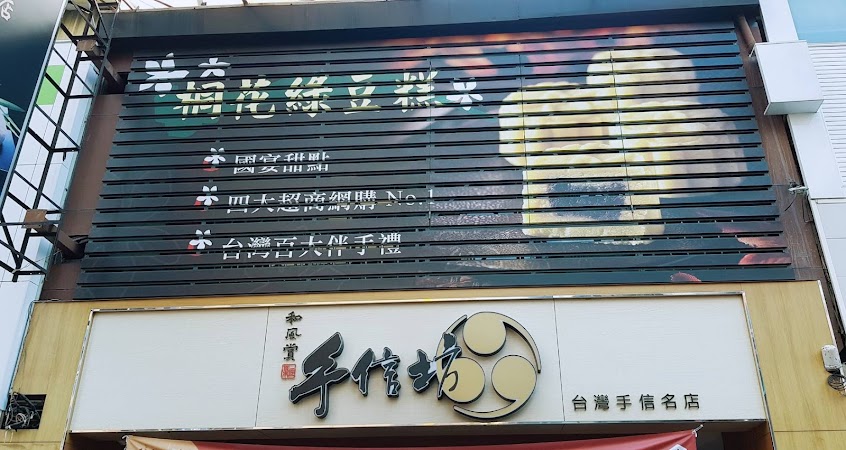 桐花綠豆糕
國宴甜點
四大超商網購 No.1
台灣百大伴手禮
和風賞
手信坊
台灣手信名店